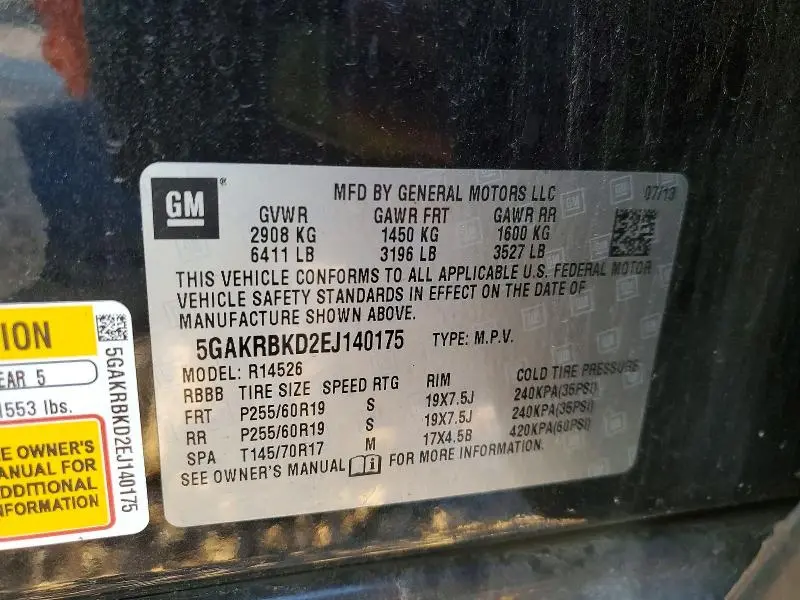 GM ®
MFD BY GENERAL MOTORS LLC 07/13
GVWR GAWR FRT GAWR RR
2908 KG 1450 KG 1600 KG
6411 LB 3196 LB 3527 LB
THIS VEHICLE CONFORMS TO ALL APPLICABLE U.S. FEDERAL MOTOR
VEHICLE SAFETY STANDARDS IN EFFECT ON THE DATE OF
MANUFACTURE SHOWN ABOVE.
5GAKRBKD2EJ140175 TYPE: M.P.V.
MODEL: R14526
RBBB TIRE SIZE SPEED RTG RIM COLD TIRE PRESSURE
FRT P255/60R19 S 19X7.5J 240KPA(35PSI)
RR P255/60R19 S 19X7.5J 240KPA(35PSI)
SPA T145/70R17 M 17X4.5B 420KPA(60PSI)
SEE OWNER'S MANUAL i FOR MORE INFORMATION.
ION
EAR 5
1553 lbs.
E OWNER'S
ANUAL FOR
DDITIONAL
NFORMATION
5GAKRBKD2EJ140175